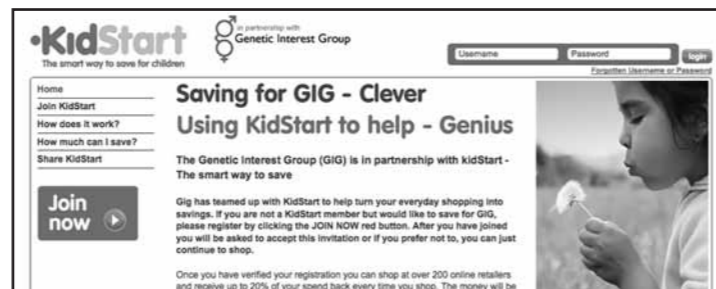 •KidStart
The smart way to save for children
in partnership with
Genetic Interest Group
Username
Password
login
Forgotten Username or Password
Home
Join KidStart
How does it work?
How much can I save?
Share KidStart
Join
now
Saving for GIG - Clever
Using KidStart to help - Genius
The Genetic Interest Group (GIG) is in partnership with kidStart -
The smart way to save
Gig has teamed up with KidStart to help turn your everyday shopping into
savings. If you are not a KidStart member but would like to save for GIG,
please register by clicking the JOIN NOW red button. After you have joined
you will be asked to accept this invitation or if you prefer not to, you can just
continue to shop.
Once you have verified your registration you can shop at over 200 online retailers
and receive up to 20% of your spend back every time you shop. The money will be